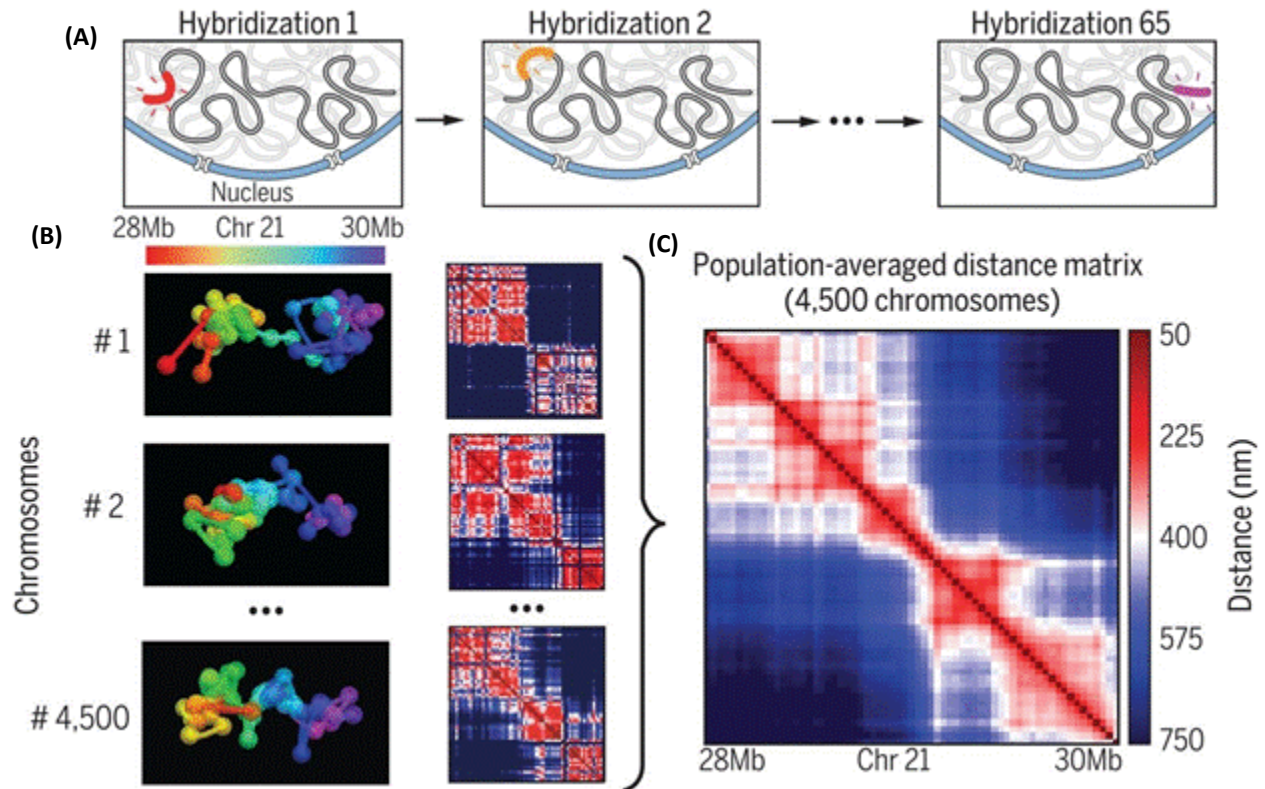 (A)
Hybridization 1
Hybridization 2
Hybridization 65
Nucleus
(B)
28Mb Chr 21 30Mb
Chromosomes
# 1
# 2
# 4,500
(C)
Population-averaged distance matrix
(4,500 chromosomes)
50
225
400
575
750
Distance (nm)
28Mb Chr 21 30Mb